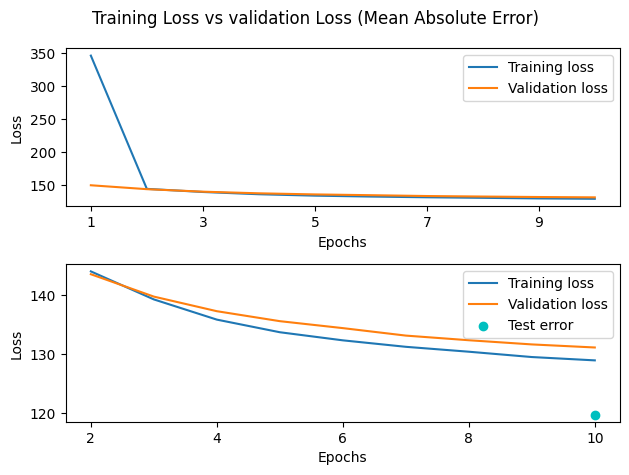 Training Loss vs validation Loss (Mean Absolute Error)
350
300
250
200
150
Loss
Training loss
Validation loss
1 3 5 7 9
Epochs
140
130
120
Loss
Training loss
Validation loss
Test error
2 4 6 8 10
Epochs